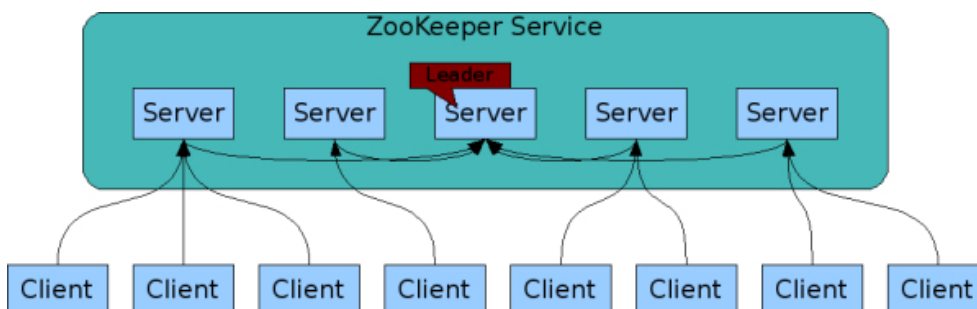 ZooKeeper Service
Leader
Server Server Server Server Server
Client Client Client Client Client Client Client Client